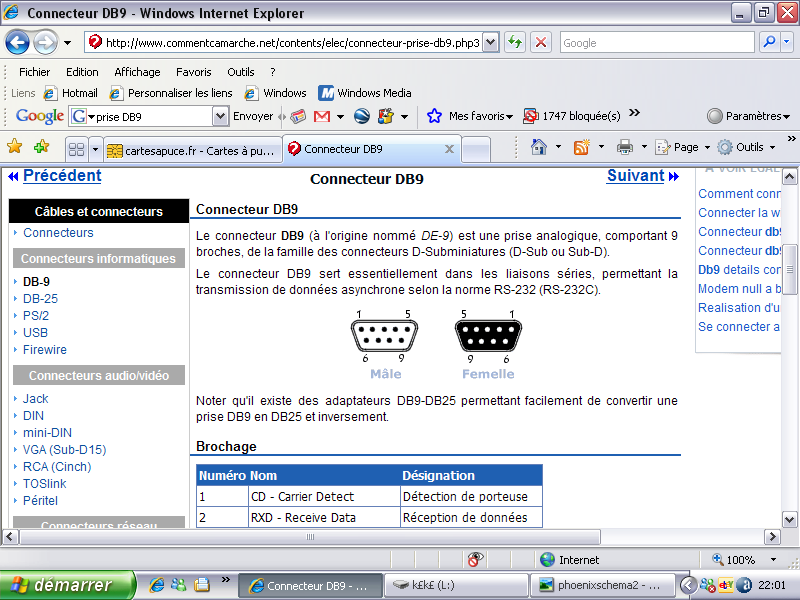 Connecteur DB9 - Windows Internet Explorer
http://www.commentcamarche.net/contents/elec/connecteur-prise-db9.php3
Google
Fichier Edition Affichage Favoris Outils ?
Liens Hotmail Personnaliser les liens Windows Windows Media
Google prise DB9 Envoyer Mes favoris 1747 bloquée(s) » Paramètres
cartesapuce.fr - Cartes à pu... Connecteur DB9 Page Outils »
Précédent
Connecteur DB9
Suivant
Câbles et connecteurs
Connecteurs
Connecteurs informatiques
DB-9
DB-25
PS/2
USB
Firewire
Connecteurs audio/vidéo
Jack
DIN
mini-DIN
VGA (Sub-D15)
RCA (Cinch)
TOSlink
Péritel
Connecteurs réseau
Connecteur DB9
Le connecteur DB9 (à l'origine nommé DE-9) est une prise analogique, comportant 9
broches, de la famille des connecteurs D-Subminiatures (D-Sub ou Sub-D).
Le connecteur DB9 sert essentiellement dans les liaisons séries, permettant la
transmission de données asynchrone selon la norme RS-232 (RS-232C).
1 5 5 1
6 9 9 6
Mâle Femelle
Noter qu'il existe des adaptateurs DB9-DB25 permettant facilement de convertir une
prise DB9 en DB25 et inversement.
Brochage
Numéro Nom Désignation
1 CD - Carrier Detect Détection de porteuse
2 RXD - Receive Data Réception de données
A VOIR EGAL
Comment conn
Connecter la w
Connecteur db9
Connecteur db9
Db9 details con
Modem null a b
Realisation d'u
Se connecter a
Internet 100%
démarrer » Connecteur DB9 - ... k£k£ (L:) phoenixschema2 - ... 22:01